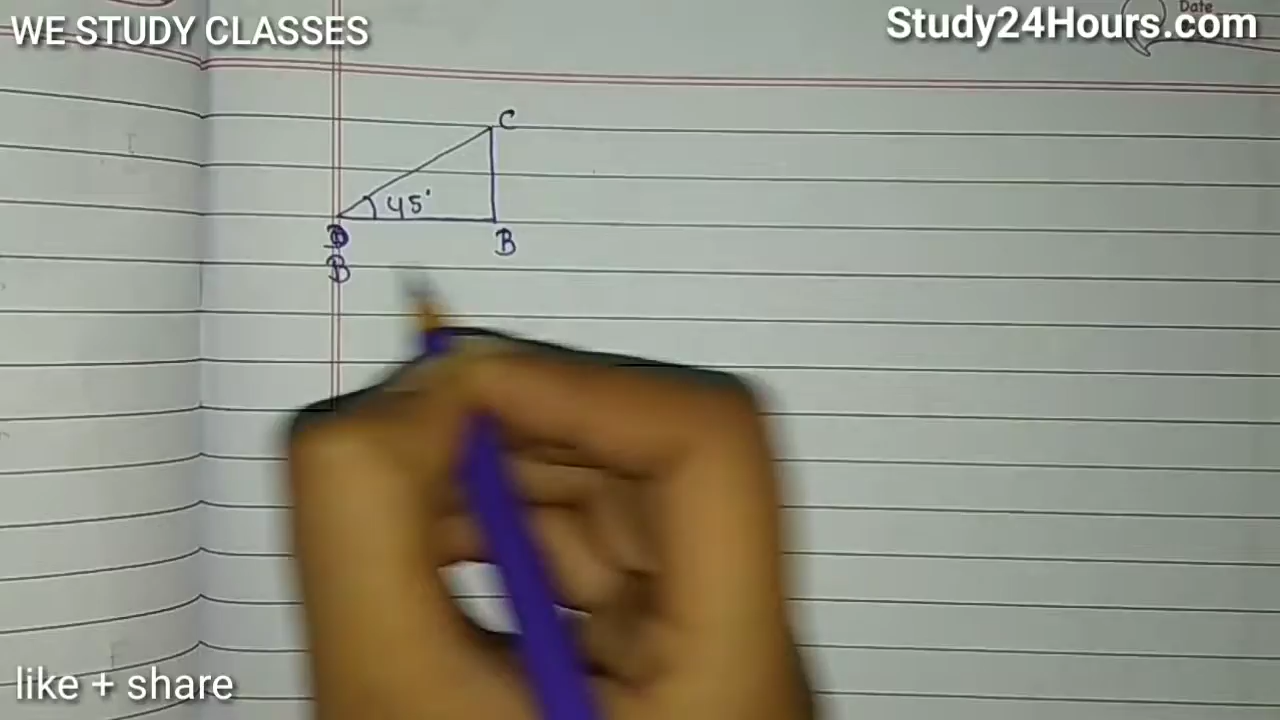 WE STUDY CLASSES
Study24Hours.com
Date
C
45°
B
B
like + share